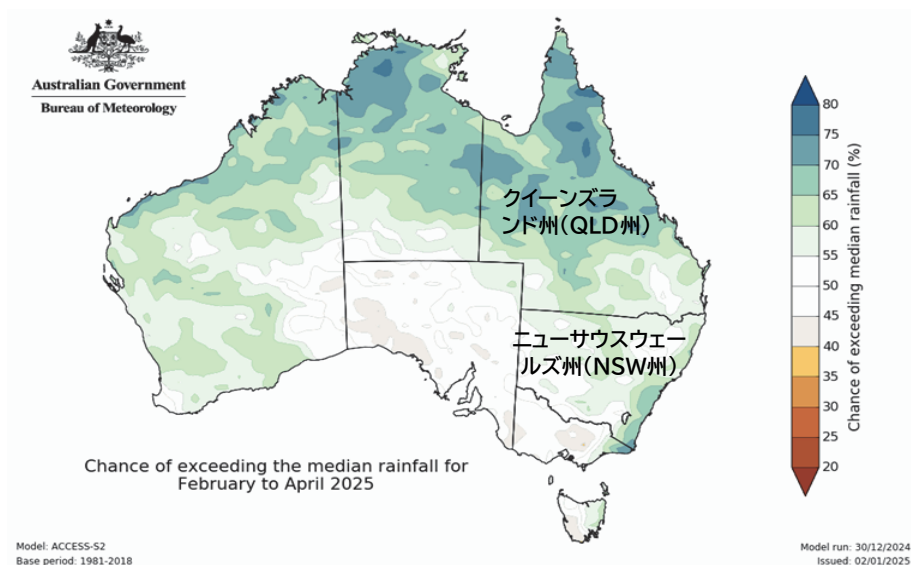 Australian Government
Bureau of Meteorology
クイーンズラ
ンド州(QLD州)
ニューサウスウェー
ルズ州(NSW州)
Chance of exceeding the median rainfall for
February to April 2025
80
75
70
65
60
55
50
45
40
35
30
25
20
Chance of exceeding median rainfall (%)
Model: ACCESS-S2
Base period: 1981-2018
Model run: 30/12/2024
Issued: 02/01/2025